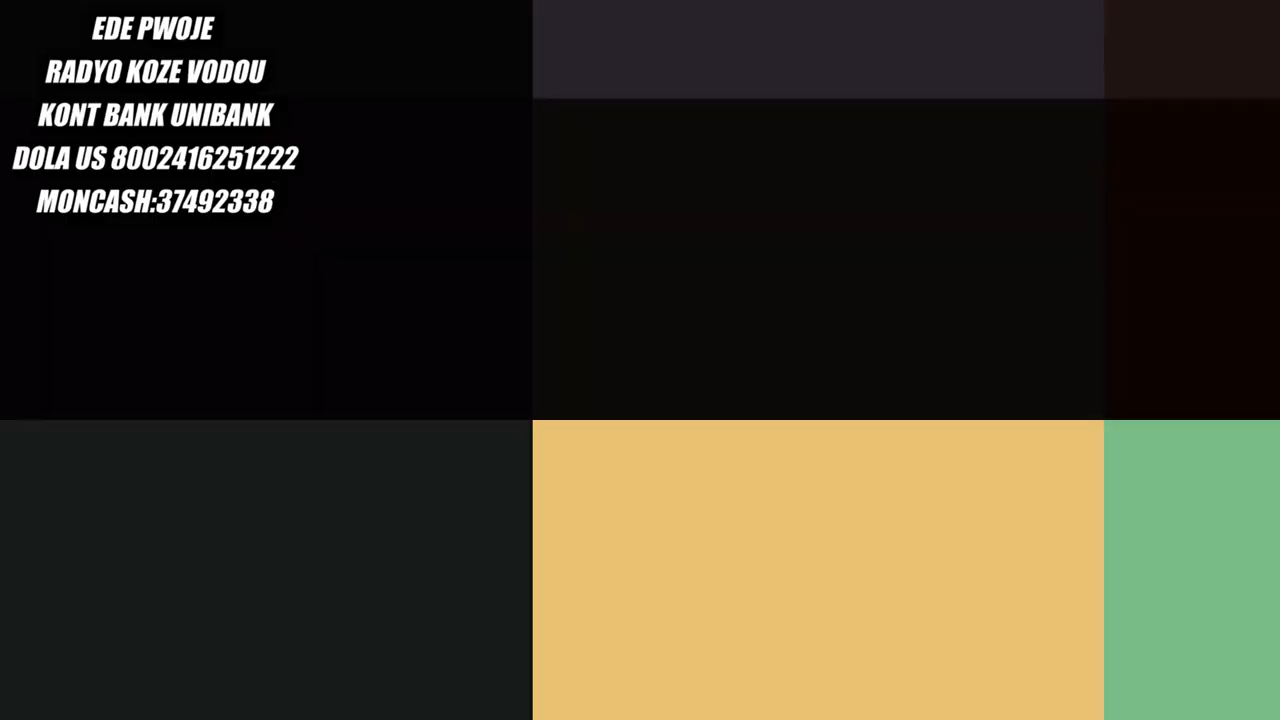 EDE PWOJE
RADYO KOZE VODOU
KONT BANK UNIBANK
DOLA US 8002416251222
MONCASH:37492338